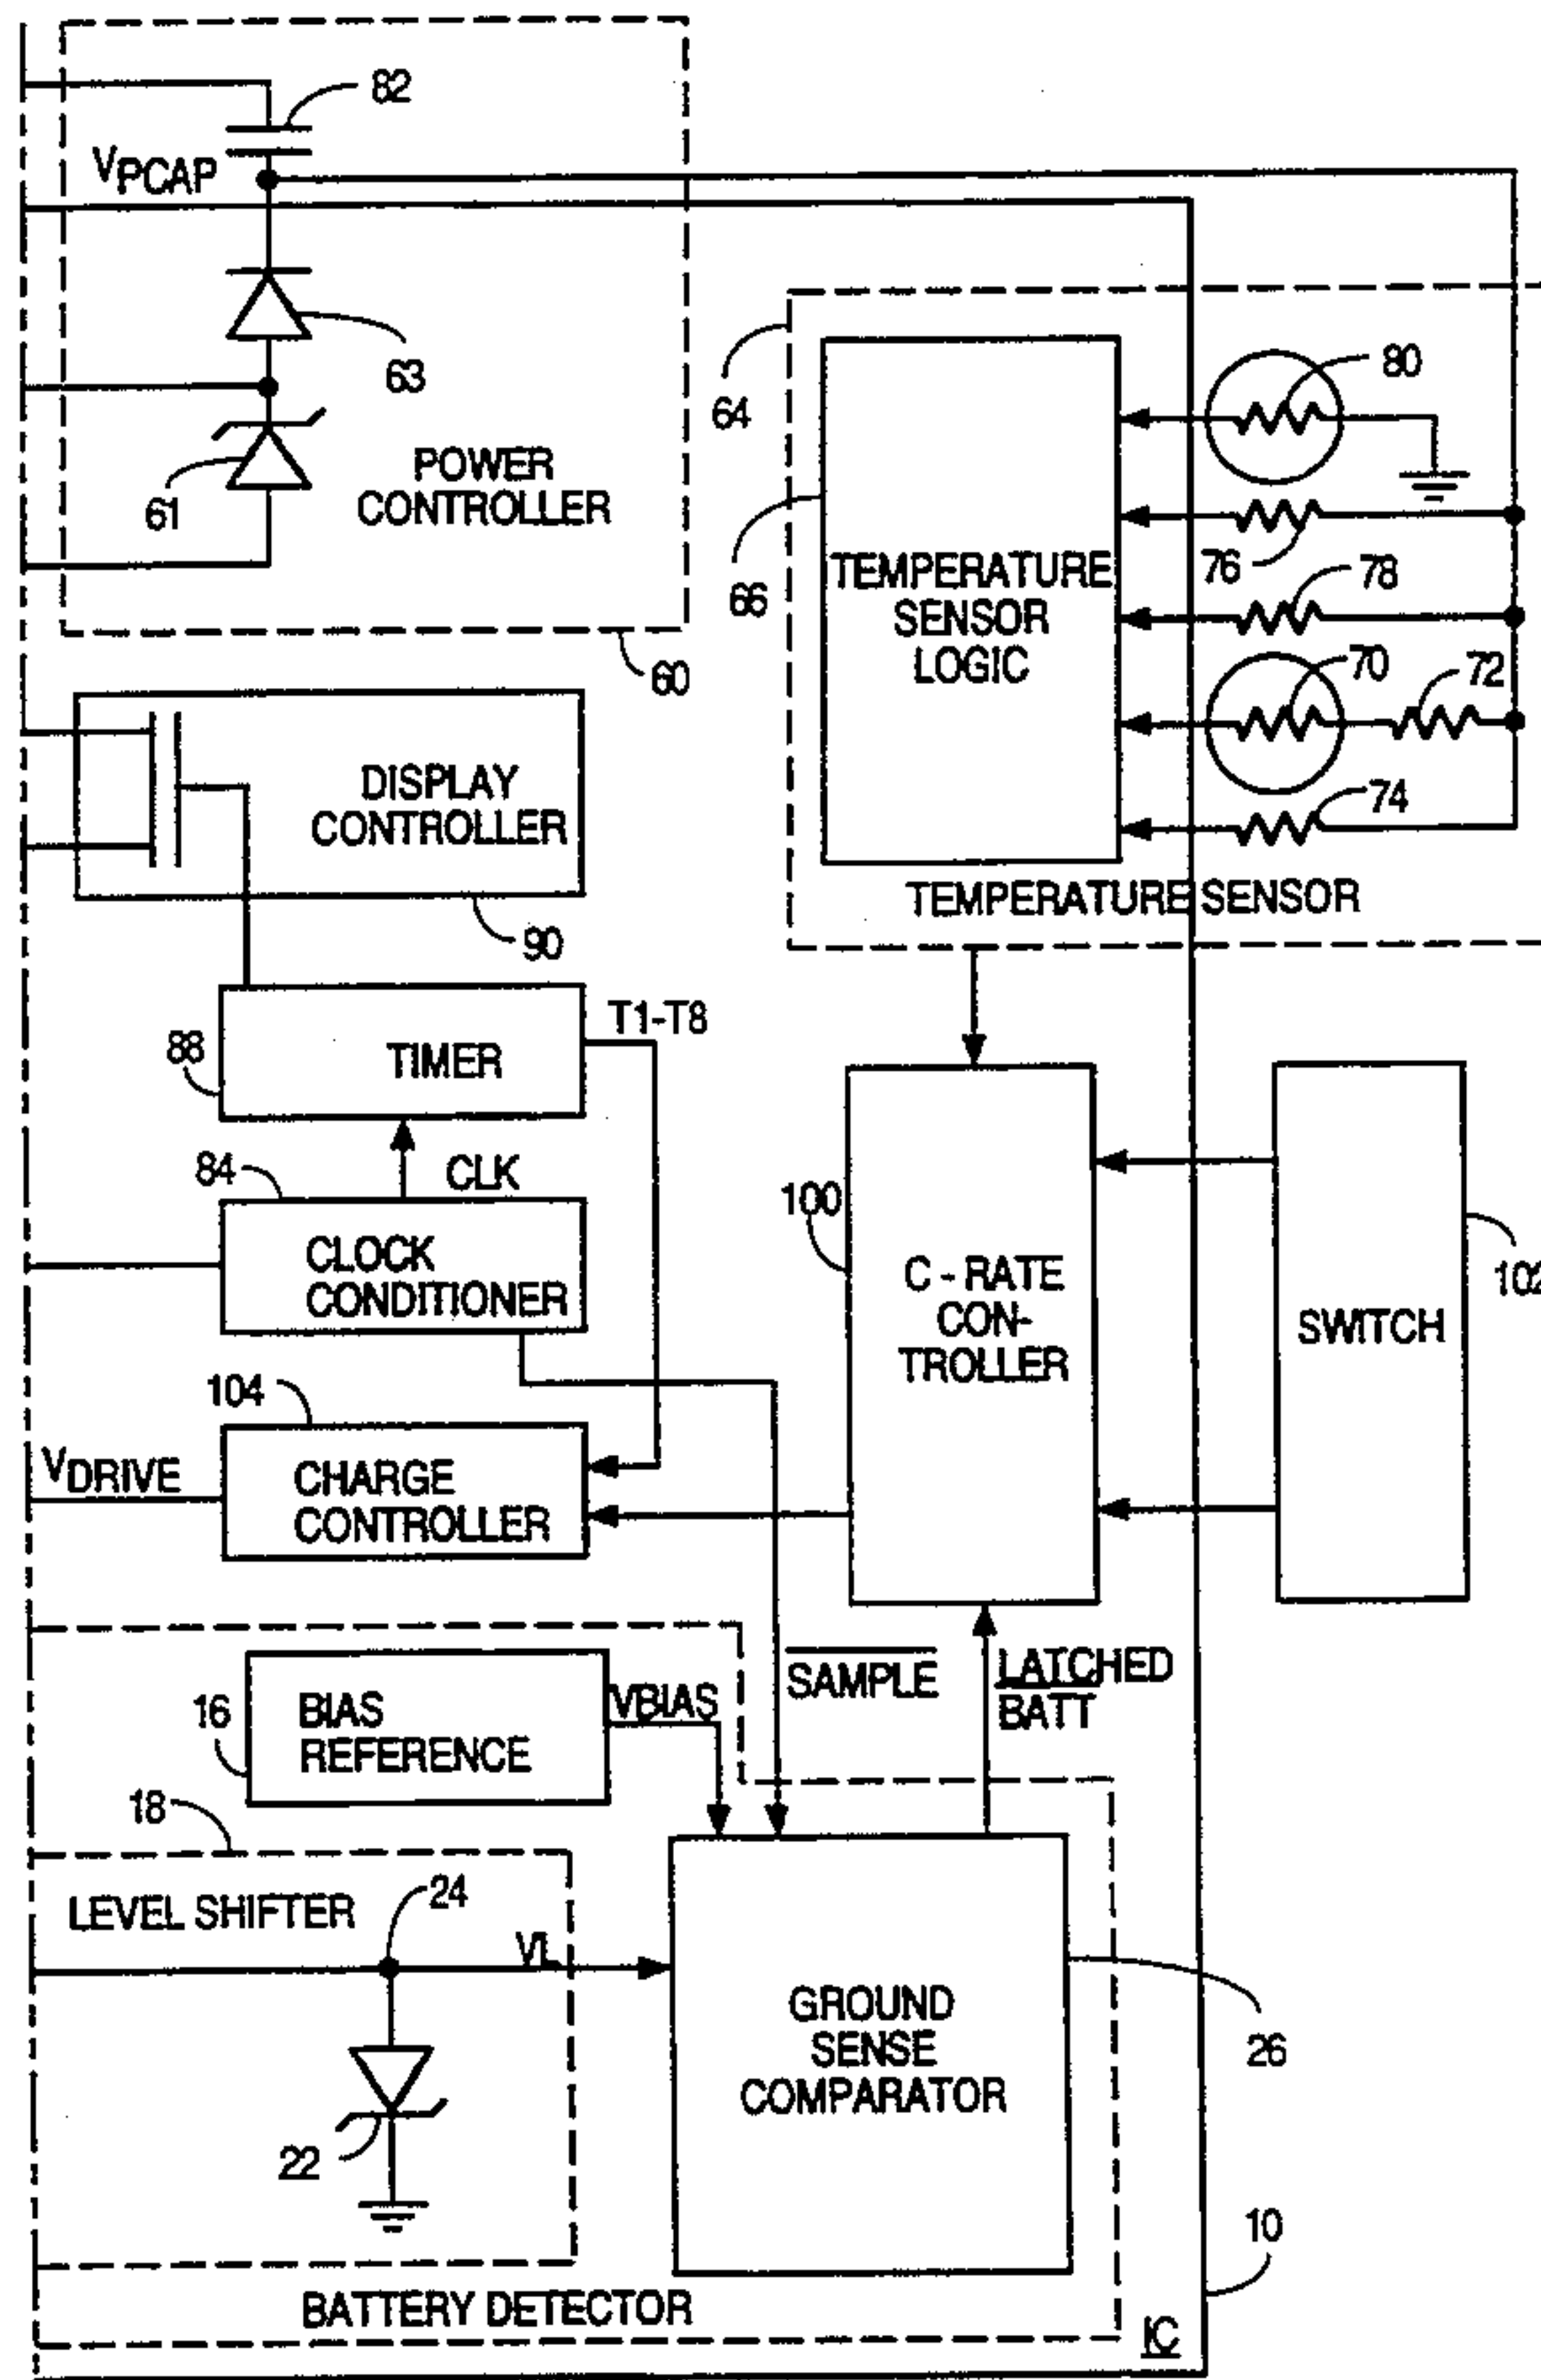 82
VPCAP
63
61
POWER
CONTROLLER
60
64
66
TEMPERATURE
SENSOR
LOGIC
80
76
78
70
72
74
TEMPERATURE SENSOR
DISPLAY
CONTROLLER
90
88
TIMER
T1-T8
84
CLK
CLOCK
CONDITIONER
100
C - RATE
CON-
TROLLER
SWITCH
102
104
VDRIVE
CHARGE
CONTROLLER
16
BIAS
REFERENCE
VBIAS
SAMPLE
LATCHED
BATT
18
LEVEL SHIFTER
24
VL
22
GROUND
SENSE
COMPARATOR
26
10
BATTERY DETECTOR
IC